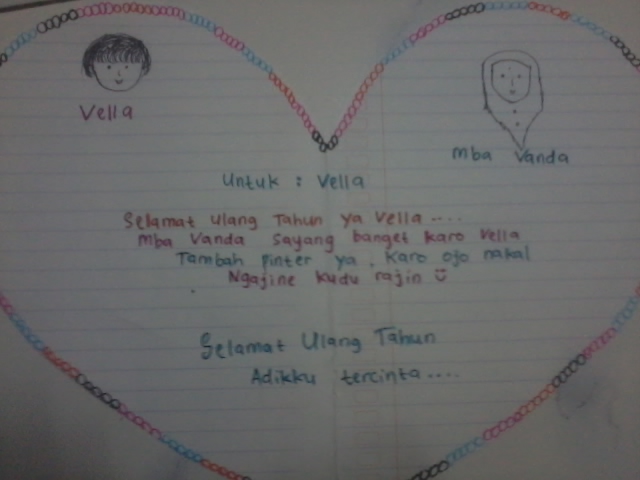 Vella
mba Vanda
Untuk : Vella
Selamat Ulang Tahun ya Vella ....
mba Vanda sayang banget karo Vella
Tambah pinter ya . Karo ojo nakal
Ngajine kudu rajin ☺
Selamat Ulang Tahun
Adikku tercinta ....